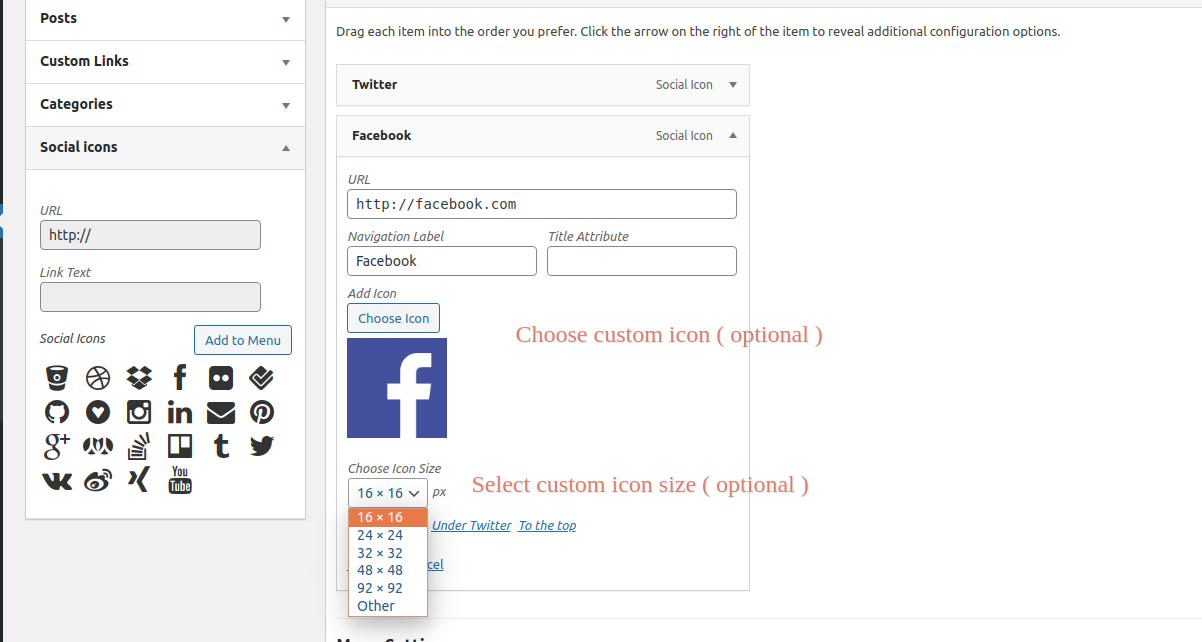 Posts
Custom Links
Categories
Social icons
URL
http://
Link Text
Social Icons
Add to Menu
g+
in
t
You
Tube
Drag each item into the order you prefer. Click the arrow on the right of the item to reveal additional configuration options.
Twitter Social Icon
Facebook Social Icon
URL
http://facebook.com
Navigation Label Title Attribute
Facebook
Add Icon
Choose Icon
Choose custom icon ( optional )
f
Choose Icon Size
16 × 16 px
Select custom icon size ( optional )
16 × 16
Under Twitter To the top
24 × 24
32 × 32
48 × 48
cel
92 × 92
Other